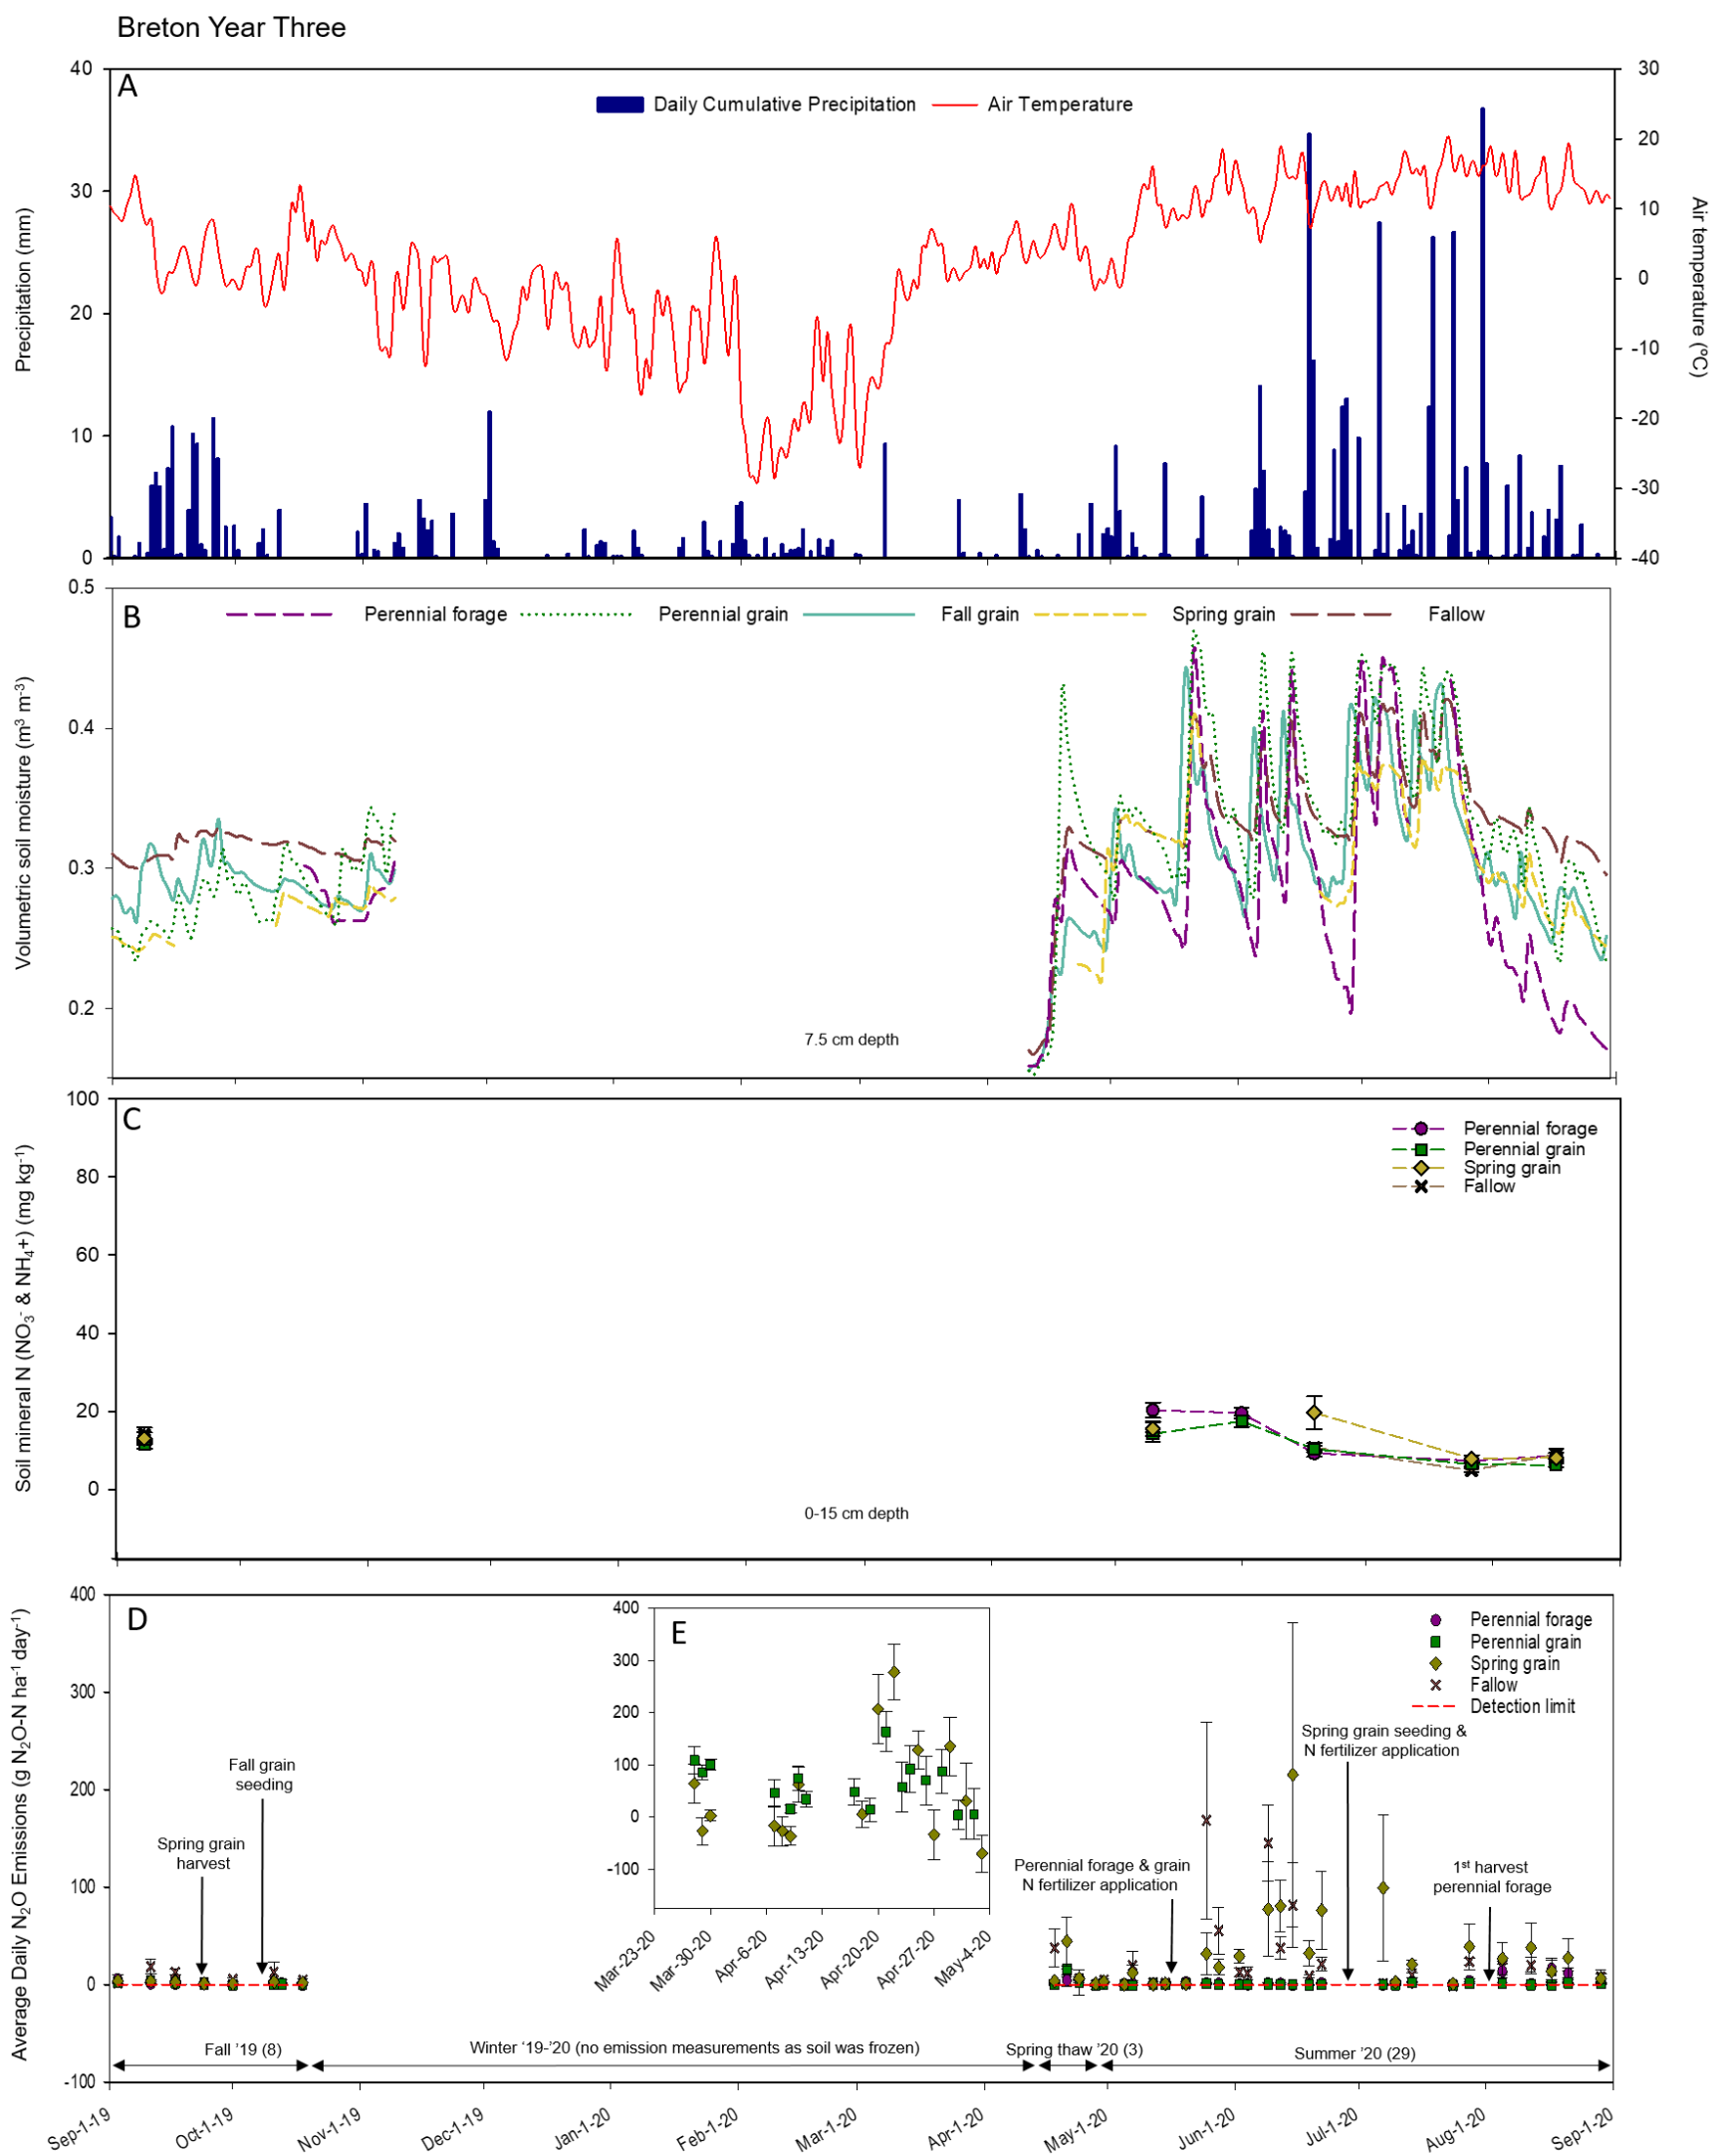 Breton Year Three
A
Daily Cumulative Precipitation
Air Temperature
Precipitation (mm)
40
30
20
10
0
Air temperature (°C)
30
20
10
0
-10
-20
-30
-40
B
Perennial forage
Perennial grain
Fall grain
Spring grain
Fallow
Volumetric soil moisture (m³ m⁻³)
0.5
0.4
0.3
0.2
7.5 cm depth
C
Perennial forage
Perennial grain
Spring grain
Fallow
Soil mineral N (NO₃⁻ & NH₄+) (mg kg⁻¹)
100
80
60
40
20
0
0-15 cm depth
D
Average Daily N₂O Emissions (g N₂O-N ha⁻¹ day⁻¹)
400
300
200
100
0
-100
E
400
300
200
100
0
-100
Mar-23-20
Mar-30-20
Apr-6-20
Apr-13-20
Apr-20-20
Apr-27-20
May-4-20
Perennial forage
Perennial grain
Spring grain
Fallow
Detection limit
Spring grain seeding &
N fertilizer application
Fall grain
seeding
Spring grain
harvest
Perennial forage & grain
N fertilizer application
1st harvest
perennial forage
Fall '19 (8)
Winter '19-'20 (no emission measurements as soil was frozen)
Spring thaw '20 (3)
Summer '20 (29)
Sep-1-19
Oct-1-19
Nov-1-19
Dec-1-19
Jan-1-20
Feb-1-20
Mar-1-20
Apr-1-20
May-1-20
Jun-1-20
Jul-1-20
Aug-1-20
Sep-1-20